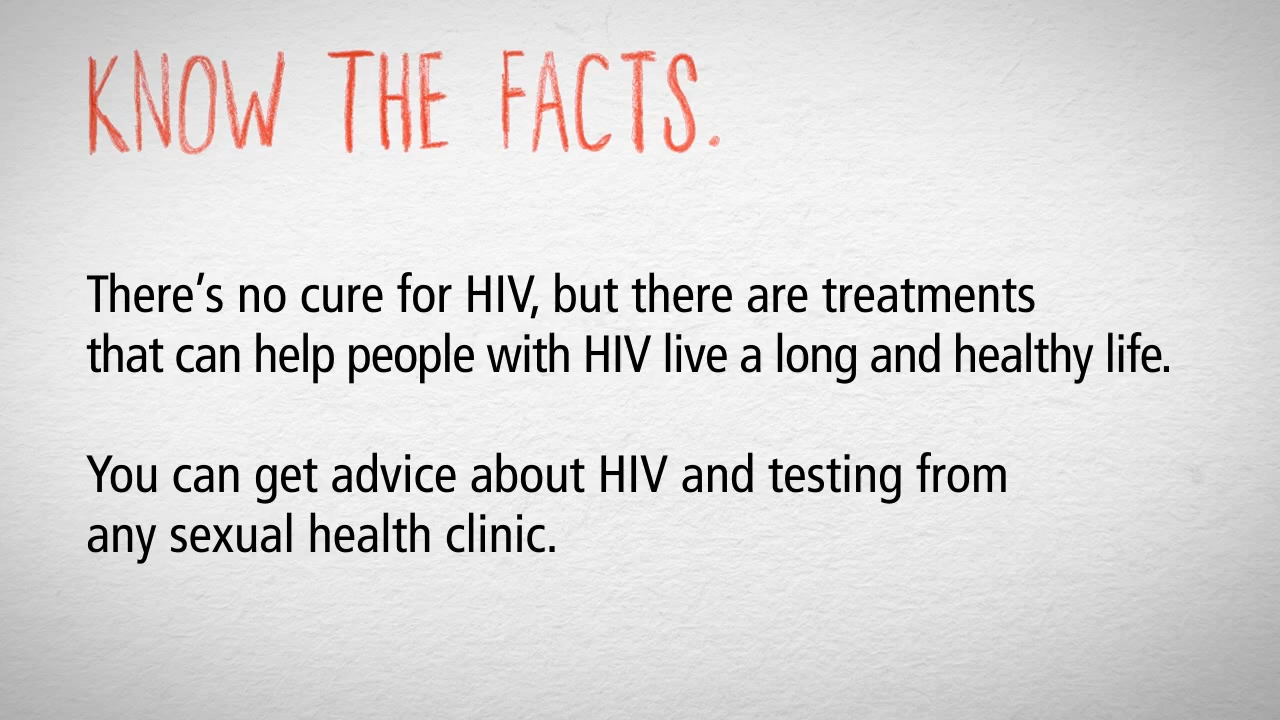 KNOW THE FACTS.
There’s no cure for HIV, but there are treatments
that can help people with HIV live a long and healthy life.
You can get advice about HIV and testing from
any sexual health clinic.